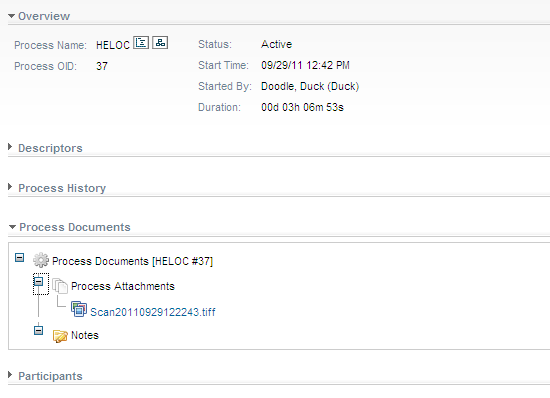 Overview
Process Name: HELOC Status: Active
Process OID: 37 Start Time: 09/29/11 12:42 PM
Started By: Doodle, Duck (Duck)
Duration: 00d 03h 06m 53s
Descriptors
Process History
Process Documents
Process Documents [HELOC #37]
Process Attachments
Scan20110929122243.tiff
Notes
Participants